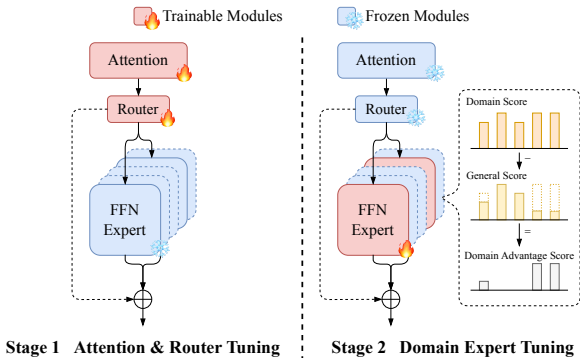 Trainable Modules
Frozen Modules
Attention
Router
FFN
Expert
Stage 1 Attention & Router Tuning
Attention
Router
FFN
Expert
Domain Score
−
General Score
=
Domain Advantage Score
Stage 2 Domain Expert Tuning